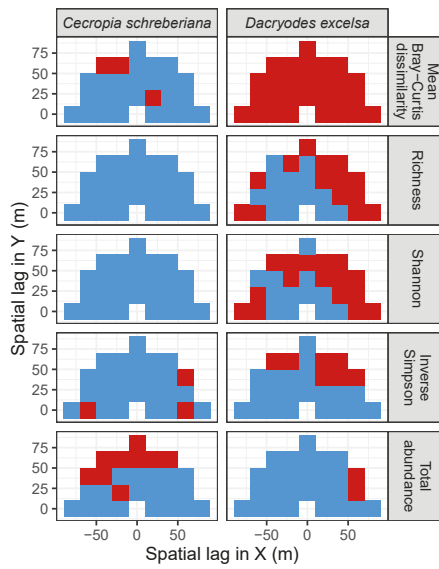 Cecropia schreberiana
Dacryodes excelsa
Spatial lag in Y (m)
75
50
25
0
Mean
Bray−Curtis
dissimilarity
75
50
25
0
Richness
75
50
25
0
Shannon
75
50
25
0
Inverse
Simpson
75
50
25
0
Total
abundance
−50 0 50 −50 0 50
Spatial lag in X (m)